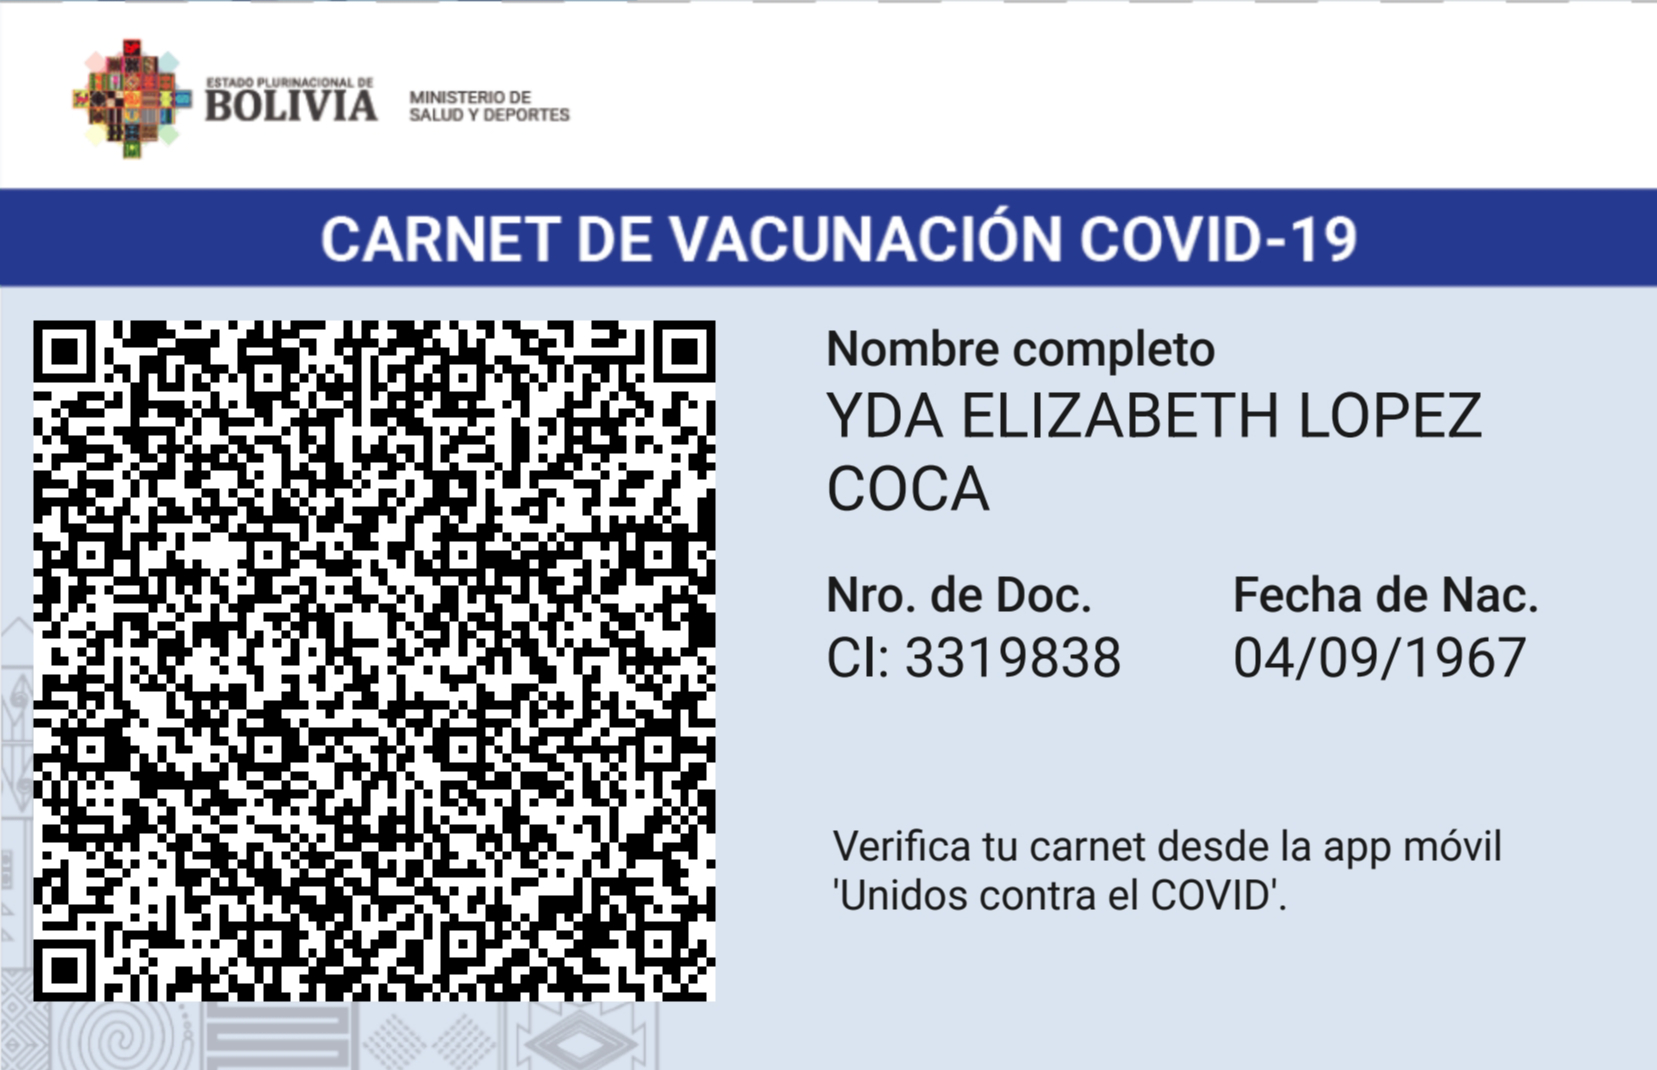 ESTADO PLURINACIONAL DE
BOLIVIA
MINISTERIO DE
SALUD Y DEPORTES
CARNET DE VACUNACIÓN COVID-19
Nombre completo
YDA ELIZABETH LOPEZ
COCA
Nro. de Doc.
CI: 3319838
Fecha de Nac.
04/09/1967
Verifica tu carnet desde la app móvil
'Unidos contra el COVID'.